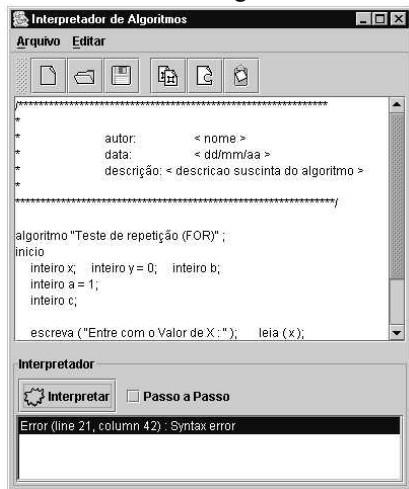 Interpretador de Algoritmos
Arquivo Editar
/******************************************************************************
*
* autor: < nome >
* data: < dd/mm/aa >
* descrição: < descricao suscinta do algoritmo >
*
******************************************************************************/
algoritmo "Teste de repetição (FOR)" ;
inicio
inteiro x; inteiro y = 0; inteiro b;
inteiro a = 1;
inteiro c;
escreva ("Entre com o Valor de X :" ); leia ( x );
Interpretador
Interpretar Passo a Passo
Error (line 21, column 42) : Syntax error